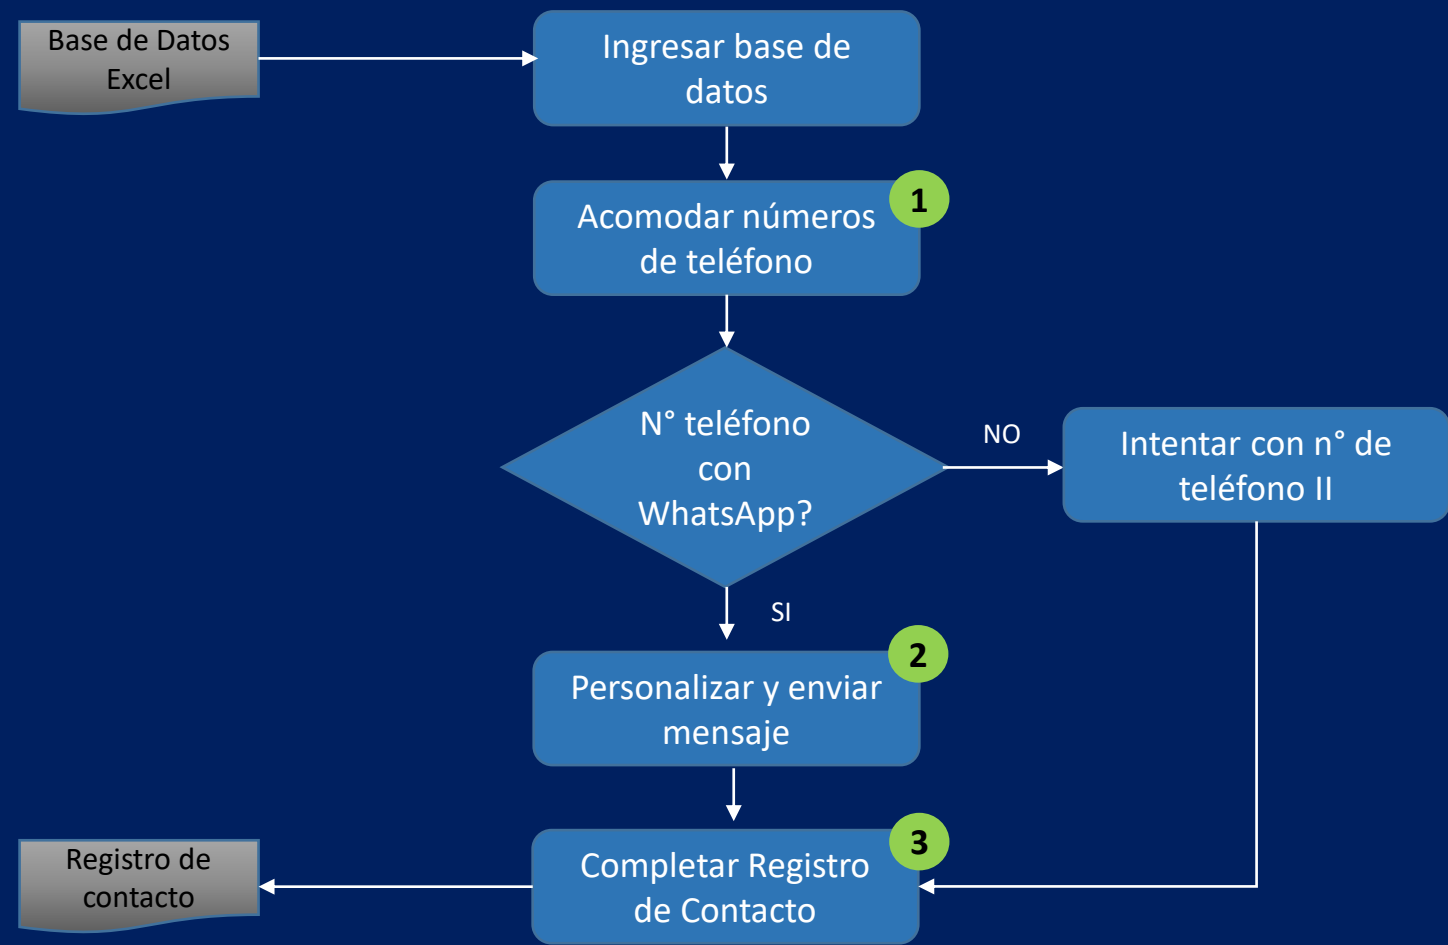 Base de Datos
Excel
Ingresar base de
datos
1
Acomodar números
de teléfono
N° teléfono
con
WhatsApp?
NO
Intentar con n° de
teléfono II
SI
2
Personalizar y enviar
mensaje
3
Completar Registro
de Contacto
Registro de
contacto